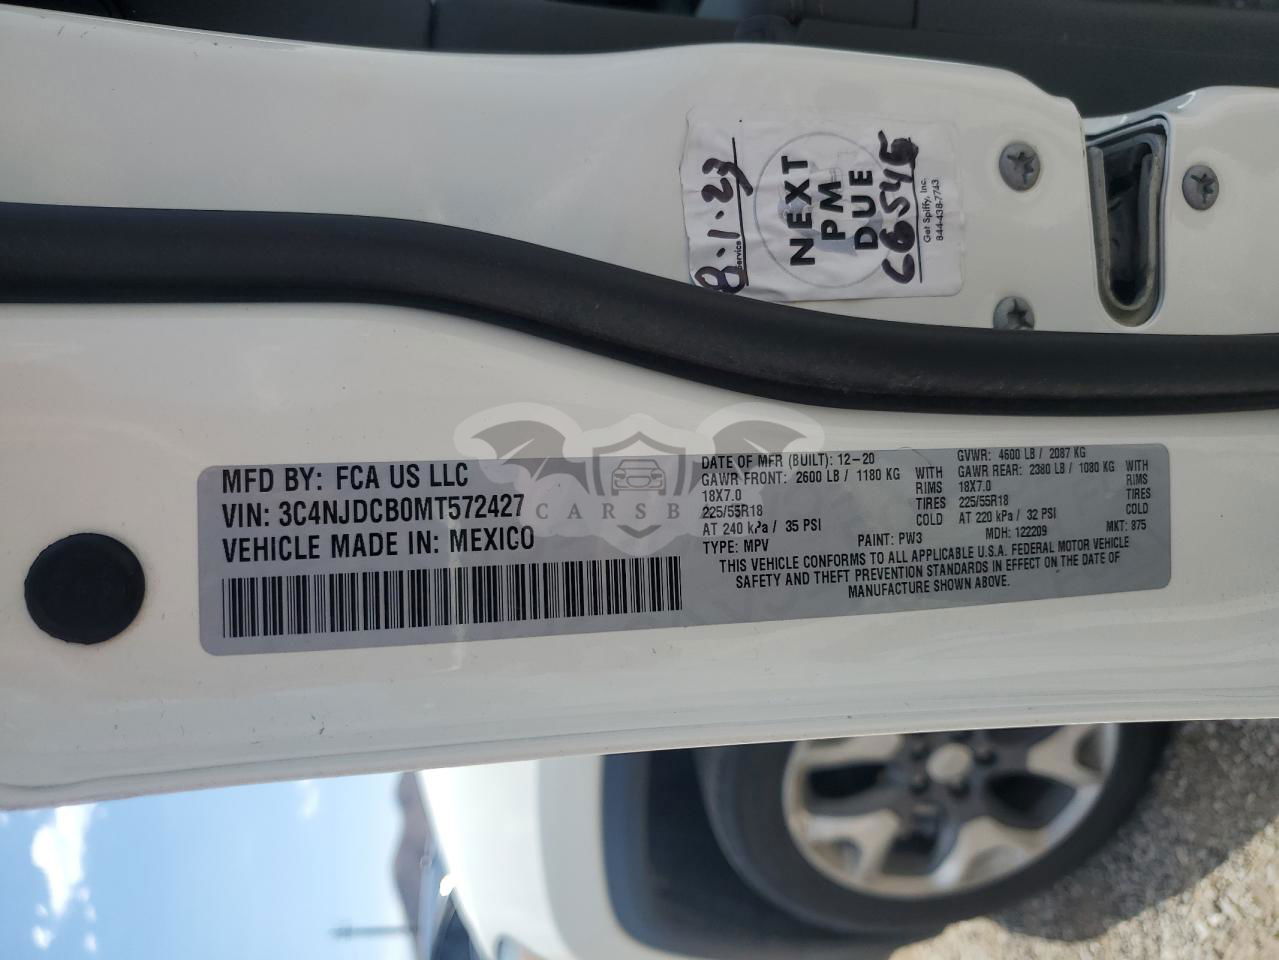 8.1.23
Service
NEXT
PM
DUE
66545
Get Spiffy, Inc.
844-438-7743
MFD BY: FCA US LLC
VIN: 3C4NJDCB0MT572427
VEHICLE MADE IN: MEXICO
DATE OF MFR (BUILT): 12-20 GVWR: 4600 LB / 2087 KG
GAWR FRONT: 2600 LB / 1180 KG WITH GAWR REAR: 2380 LB / 1080 KG WITH
18X7.0 RIMS 18X7.0 RIMS
225/55R18 TIRES 225/55R18 TIRES
AT 240 kPa / 35 PSI COLD AT 220 kPa / 32 PSI COLD
TYPE: MPV PAINT: PW3 MDH: 122209 MKT: 875
THIS VEHICLE CONFORMS TO ALL APPLICABLE U.S.A. FEDERAL MOTOR VEHICLE
SAFETY AND THEFT PREVENTION STANDARDS IN EFFECT ON THE DATE OF
MANUFACTURE SHOWN ABOVE.
CARSB